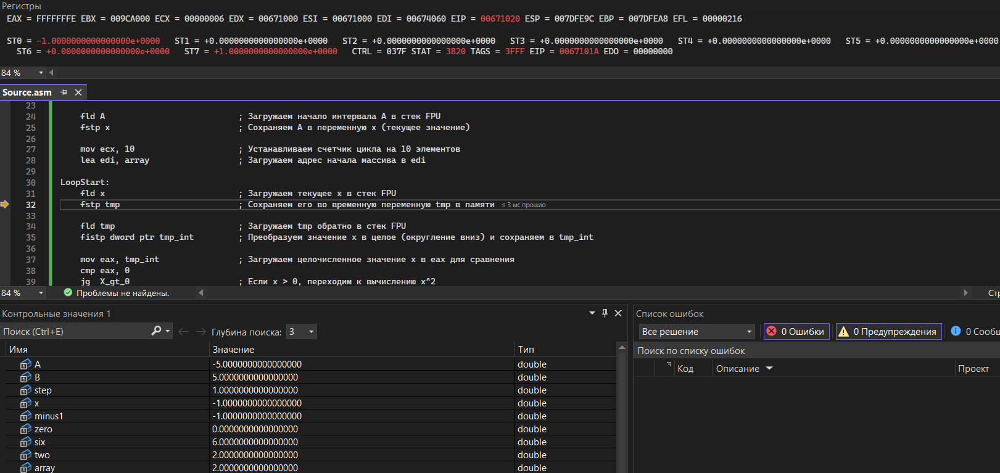 Регистры
EAX = FFFFFFFE EBX = 009CA000 ECX = 00000006 EDX = 00671000 ESI = 00671000 EDI = 00674060 EIP = 00671020 ESP = 007DFE9C EBP = 007DFEA8 EFL = 00000216
ST0 = -1.0000000000000000e+0000 ST1 = +0.0000000000000000e+0000 ST2 = +0.0000000000000000e+0000 ST3 = +0.0000000000000000e+0000 ST4 = +0.0000000000000000e+0000 ST5 = +0.0000000000000000e+0000
ST6 = +0.0000000000000000e+0000 ST7 = +1.0000000000000000e+0000 CTRL = 037F STAT = 3820 TAGS = 3FFF EIP = 0067101A EDO = 00000000
84 %
Source.asm
23
24 fld A ; Загружаем начало интервала A в стек FPU
25 fstp x ; Сохраняем A в переменную x (текущее значение)
26
27 mov ecx, 10 ; Устанавливаем счетчик цикла на 10 элементов
28 lea edi, array ; Загружаем адрес начала массива в edi
29
30 LoopStart:
31 fld x ; Загружаем текущее x в стек FPU
32 fstp tmp ; Сохраняем его во временную переменную tmp в памяти ≤ 3 мс прошло
33
34 fld tmp ; Загружаем tmp обратно в стек FPU
35 fistp dword ptr tmp_int ; Преобразуем значение x в целое (округление вниз) и сохраняем в tmp_int
36
37 mov eax, tmp_int ; Загружаем целочисленное значение x в eax для сравнения
38 cmp eax, 0
39 jg X_gt_0 ; Если x > 0, переходим к вычислению x^2
84 % Проблемы не найдены. Стр
Контрольные значения 1
Поиск (Ctrl+E) Глубина поиска: 3
Имя Значение Тип
A -5.0000000000000000 double
B 5.0000000000000000 double
step 1.0000000000000000 double
x -1.0000000000000000 double
minus1 -1.0000000000000000 double
zero 0.0000000000000000 double
six 6.0000000000000000 double
two 2.0000000000000000 double
array 2.0000000000000000 double
Список ошибок
Все решение 0 Ошибки 0 Предупреждения 0 Сообщ
Поиск по списку ошибок
Код Описание Проект